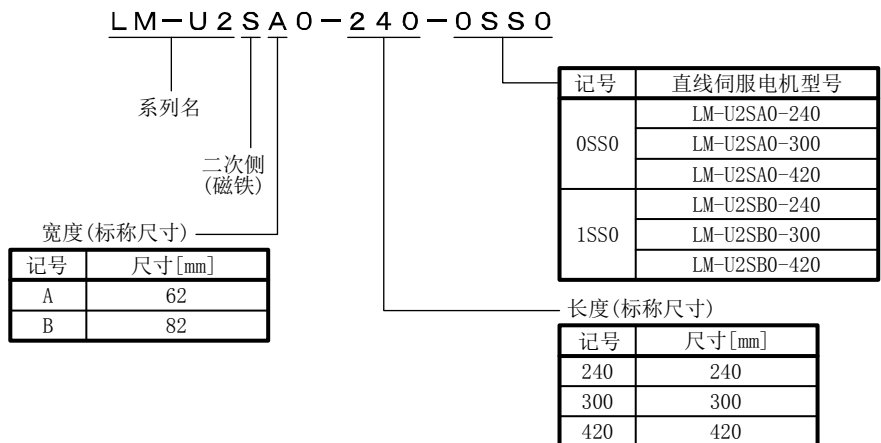 LM-U2SA0-240-0SS0
系列名
二次侧
(磁铁)
宽度(标称尺寸)
记号 尺寸[mm]
A 62
B 82
记号 直线伺服电机型号
0SS0 LM-U2SA0-240
LM-U2SA0-300
LM-U2SA0-420
1SS0 LM-U2SB0-240
LM-U2SB0-300
LM-U2SB0-420
长度(标称尺寸)
记号 尺寸[mm]
240 240
300 300
420 420